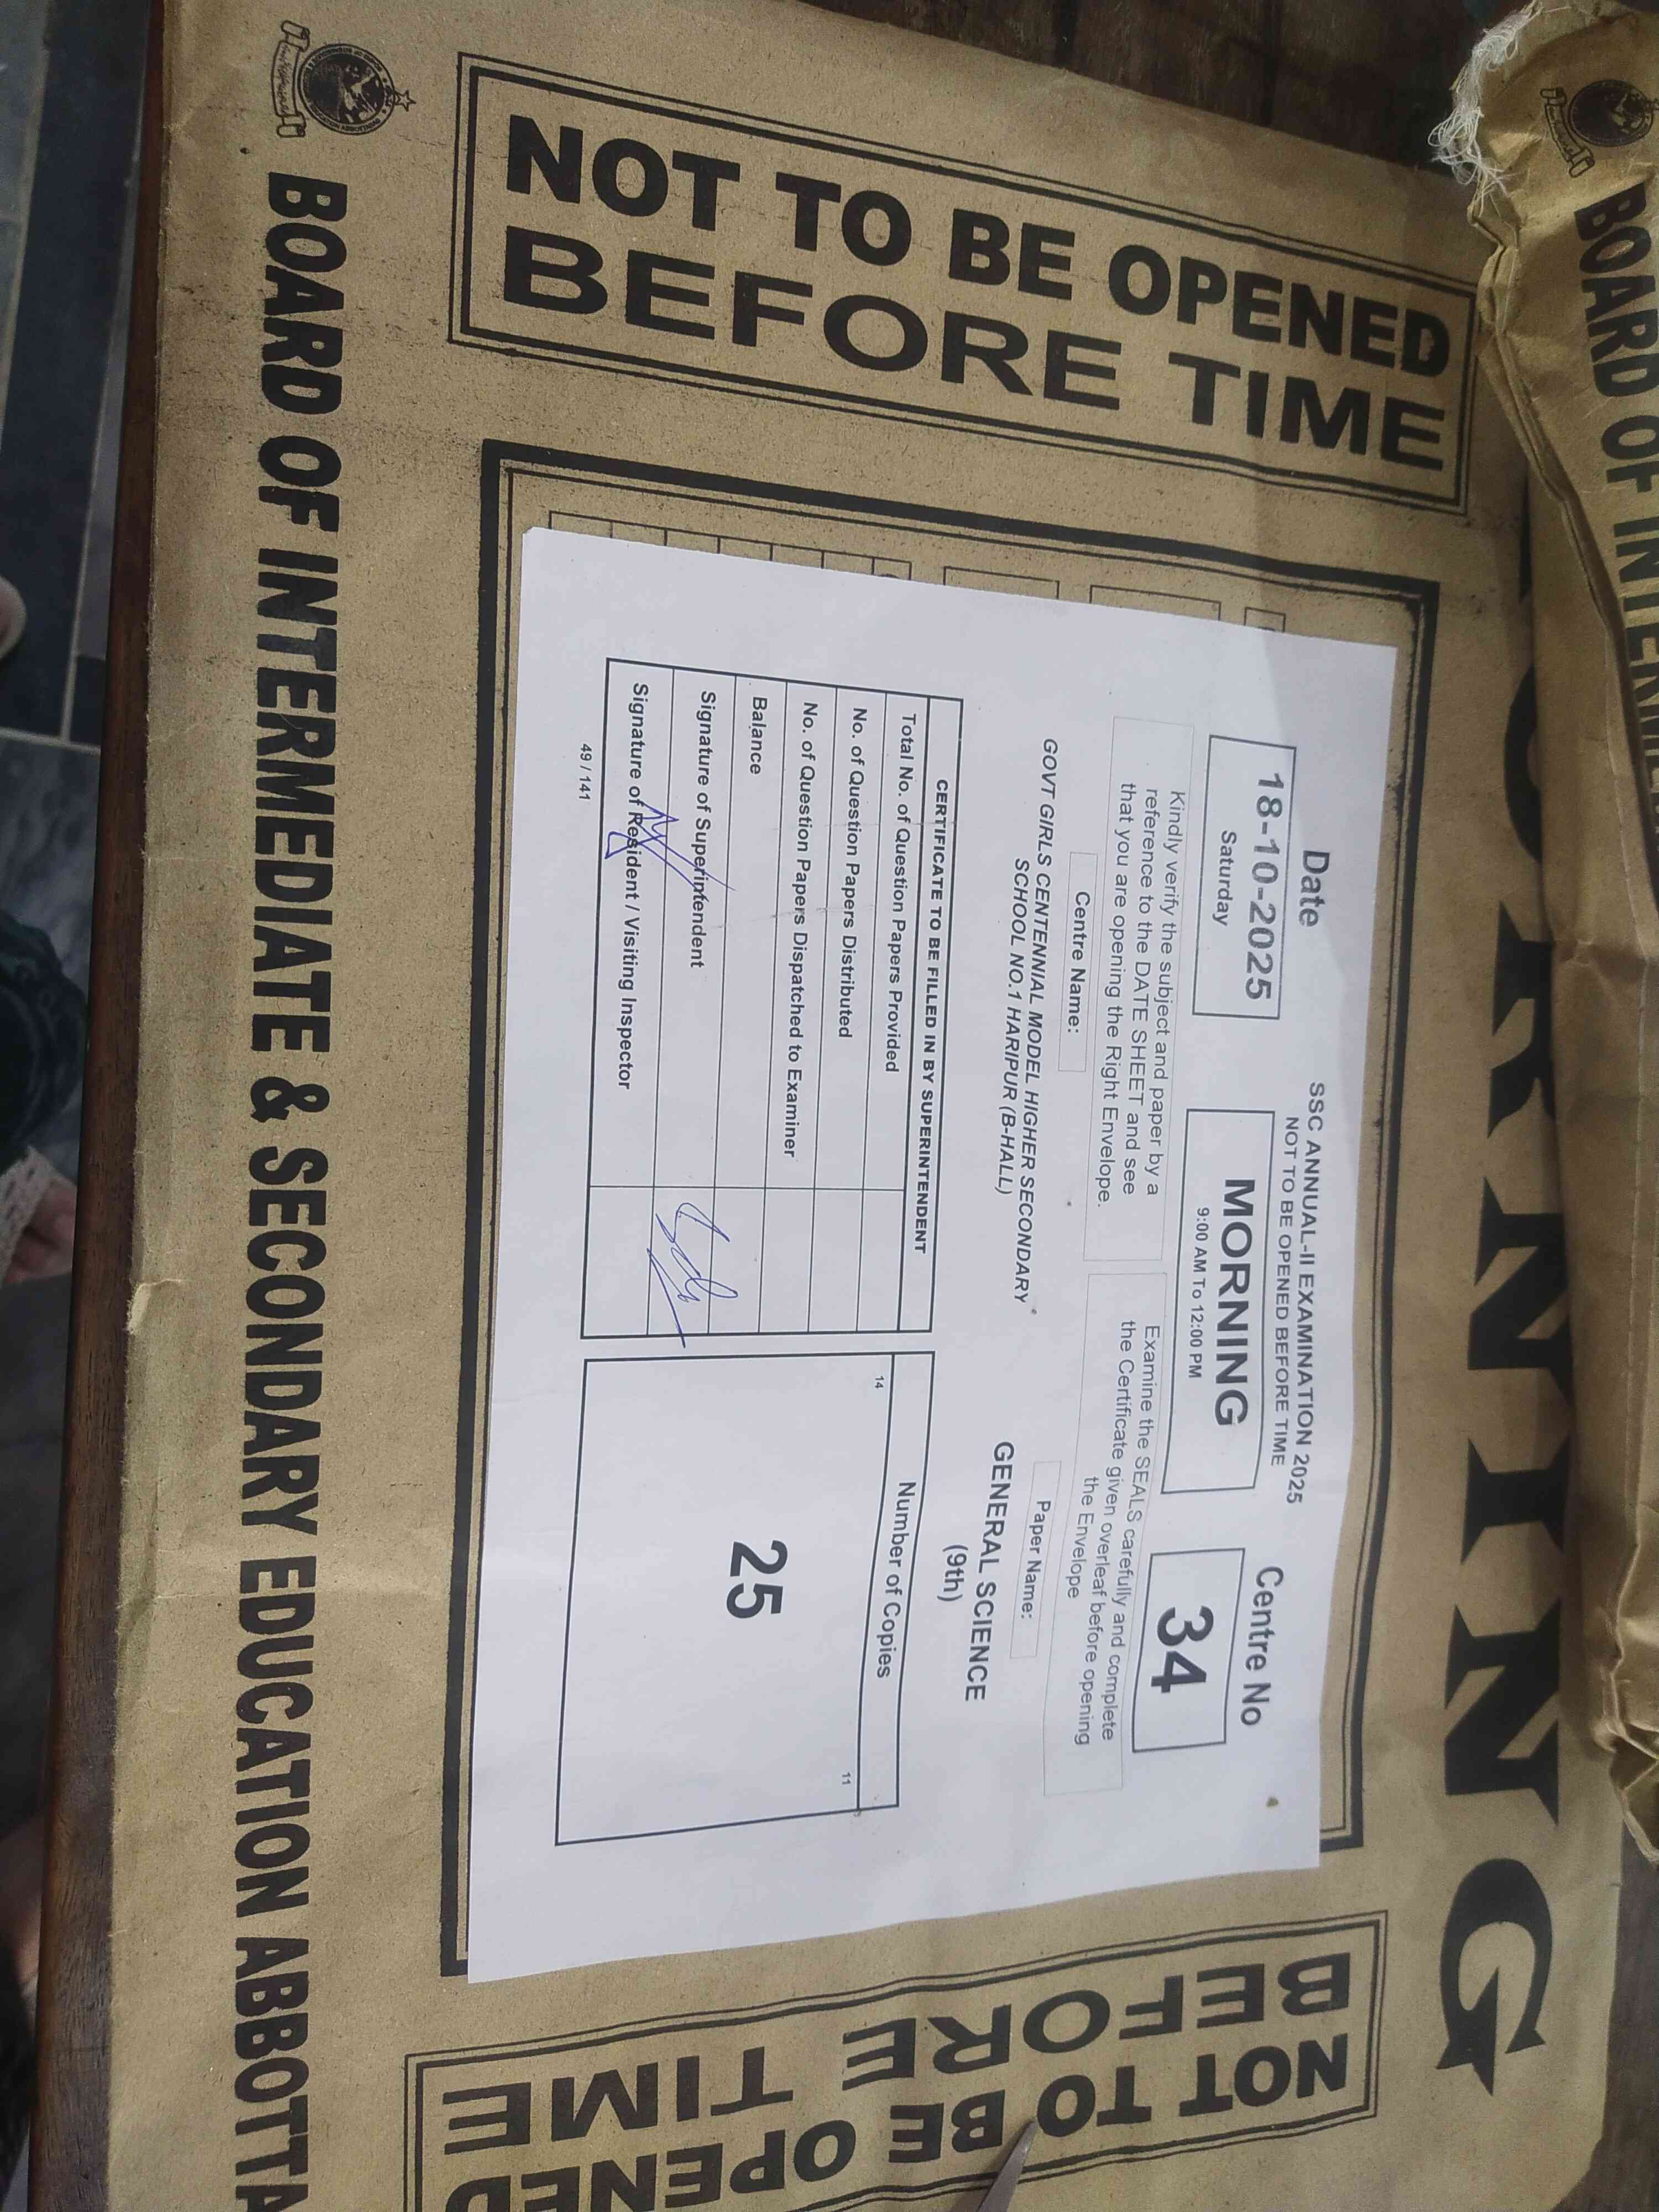 MORNING
BOARD OF INTERMEDIATE
NOT TO BE OPENED
BEFORE TIME
Date
18-10-2025
Saturday
SSC ANNUAL-II EXAMINATION 2025
NOT TO BE OPENED BEFORE TIME
MORNING
9:00 AM To 12:00 PM
Centre No
34
Kindly verify the subject and paper by a
reference to the DATE SHEET and see
that you are opening the Right Envelope.
Examine the SEALS carefully and complete
the Certificate given overleaf before opening
the Envelope
Centre Name:
GOVT GIRLS CENTENNIAL MODEL HIGHER SECONDARY
SCHOOL NO.1 HARIPUR (B-HALL)
Paper Name:
GENERAL SCIENCE
(9th)
CERTIFICATE TO BE FILLED IN BY SUPERINTENDENT
Total No. of Question Papers Provided
No. of Question Papers Distributed
No. of Question Papers Dispatched to Examiner
Balance
Signature of Superintendent
Signature of Resident / Visiting Inspector
49 / 141
Number of Copies
14
11
25
NOT TO BE OPENED
BEFORE TIME
BOARD OF INTERMEDIATE & SECONDARY EDUCATION ABBOTTA